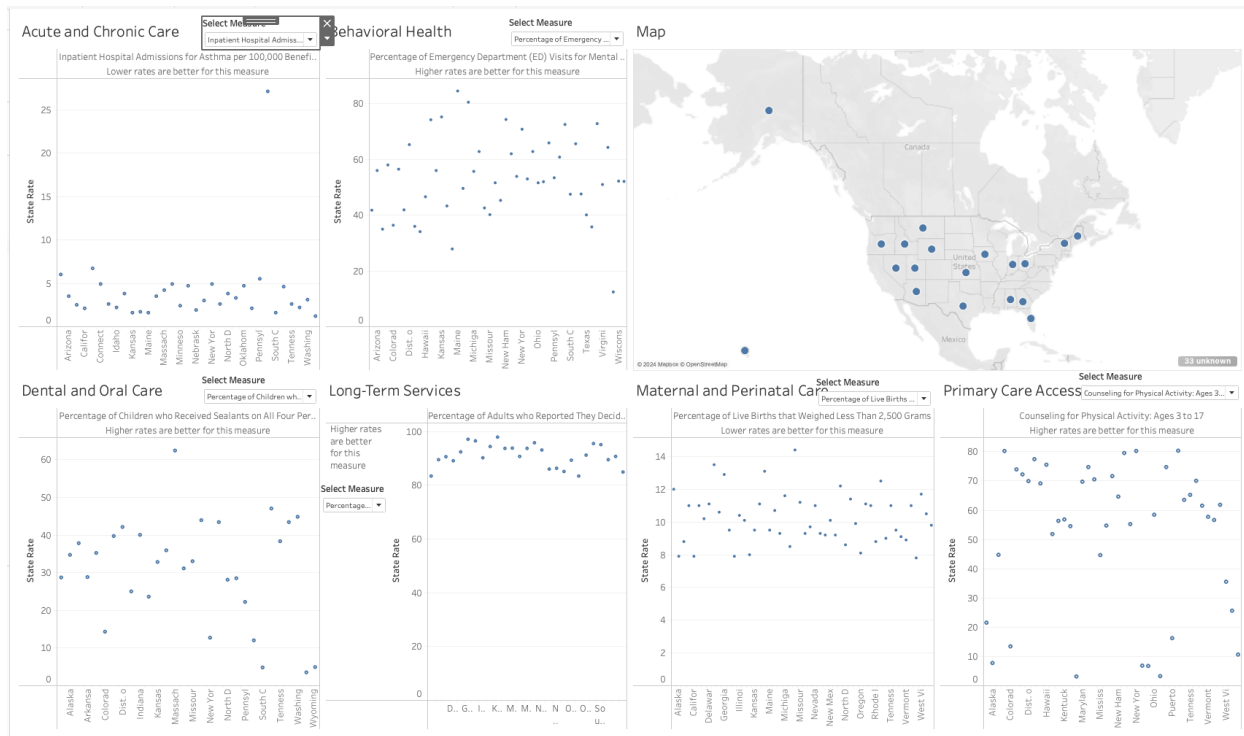 Acute and Chronic Care
Select Measure
Inpatient Hospital Admiss...
Inpatient Hospital Admissions for Asthma per 100,000 Benefi..
Lower rates are better for this measure
State Rate
25
20
15
10
5
0
Arizona
Califor
Connect
Idaho
Kansas
Maine
Massach
Minneso
Nebrask
New Yor
North D
Oklahom
Pennsyl
South C
Tenness
Washing
Behavioral Health
Select Measure
Percentage of Emergency ...
Percentage of Emergency Department (ED) Visits for Mental ..
Higher rates are better for this measure
State Rate
80
60
40
20
0
Arizona
Colorad
Dist. o
Hawaii
Kansas
Maine
Michiga
Missour
New Ham
New Yor
Ohio
Pennsyl
South C
Texas
Virgini
Wiscons
Map
Canada
United
States
Mexico
© 2024 Mapbox © OpenStreetMap
33 unknown
Dental and Oral Care
Select Measure
Percentage of Children wh...
Percentage of Children who Received Sealants on All Four Per..
Higher rates are better for this measure
State Rate
60
50
40
30
20
10
0
Alaska
Arkansa
Colorad
Dist. o
Indiana
Kansas
Massach
Missour
New Yor
North D
Pennsyl
South C
Tenness
Washing
Wyoming
Long-Term Services
Percentage of Adults who Reported They Decid..
Higher rates
are better
for this
measure
Select Measure
Percentage...
State Rate
100
80
60
40
20
0
D.. G.. I.. K.. M.. M.. N.. N
..
O.. O.. So
u..
Maternal and Perinatal Care
Select Measure
Percentage of Live Births ...
Percentage of Live Births that Weighed Less Than 2,500 Grams
Lower rates are better for this measure
State Rate
14
12
10
8
6
4
2
0
Alaska
Califor
Delawar
Georgia
Illinoi
Kansas
Maine
Michiga
Missour
Nevada
New Mex
North D
Oregon
Rhode I
Tenness
Vermont
West Vi
Primary Care Access
Select Measure
Counseling for Physical Activity: Ages 3...
Counseling for Physical Activity: Ages 3 to 17
Higher rates are better for this measure
State Rate
80
70
60
50
40
30
20
10
0
Alaska
Colorad
Dist. o
Hawaii
Kentuck
Marylan
Mississ
New Ham
New Yor
Ohio
Puerto
Tenness
Vermont
West Vi